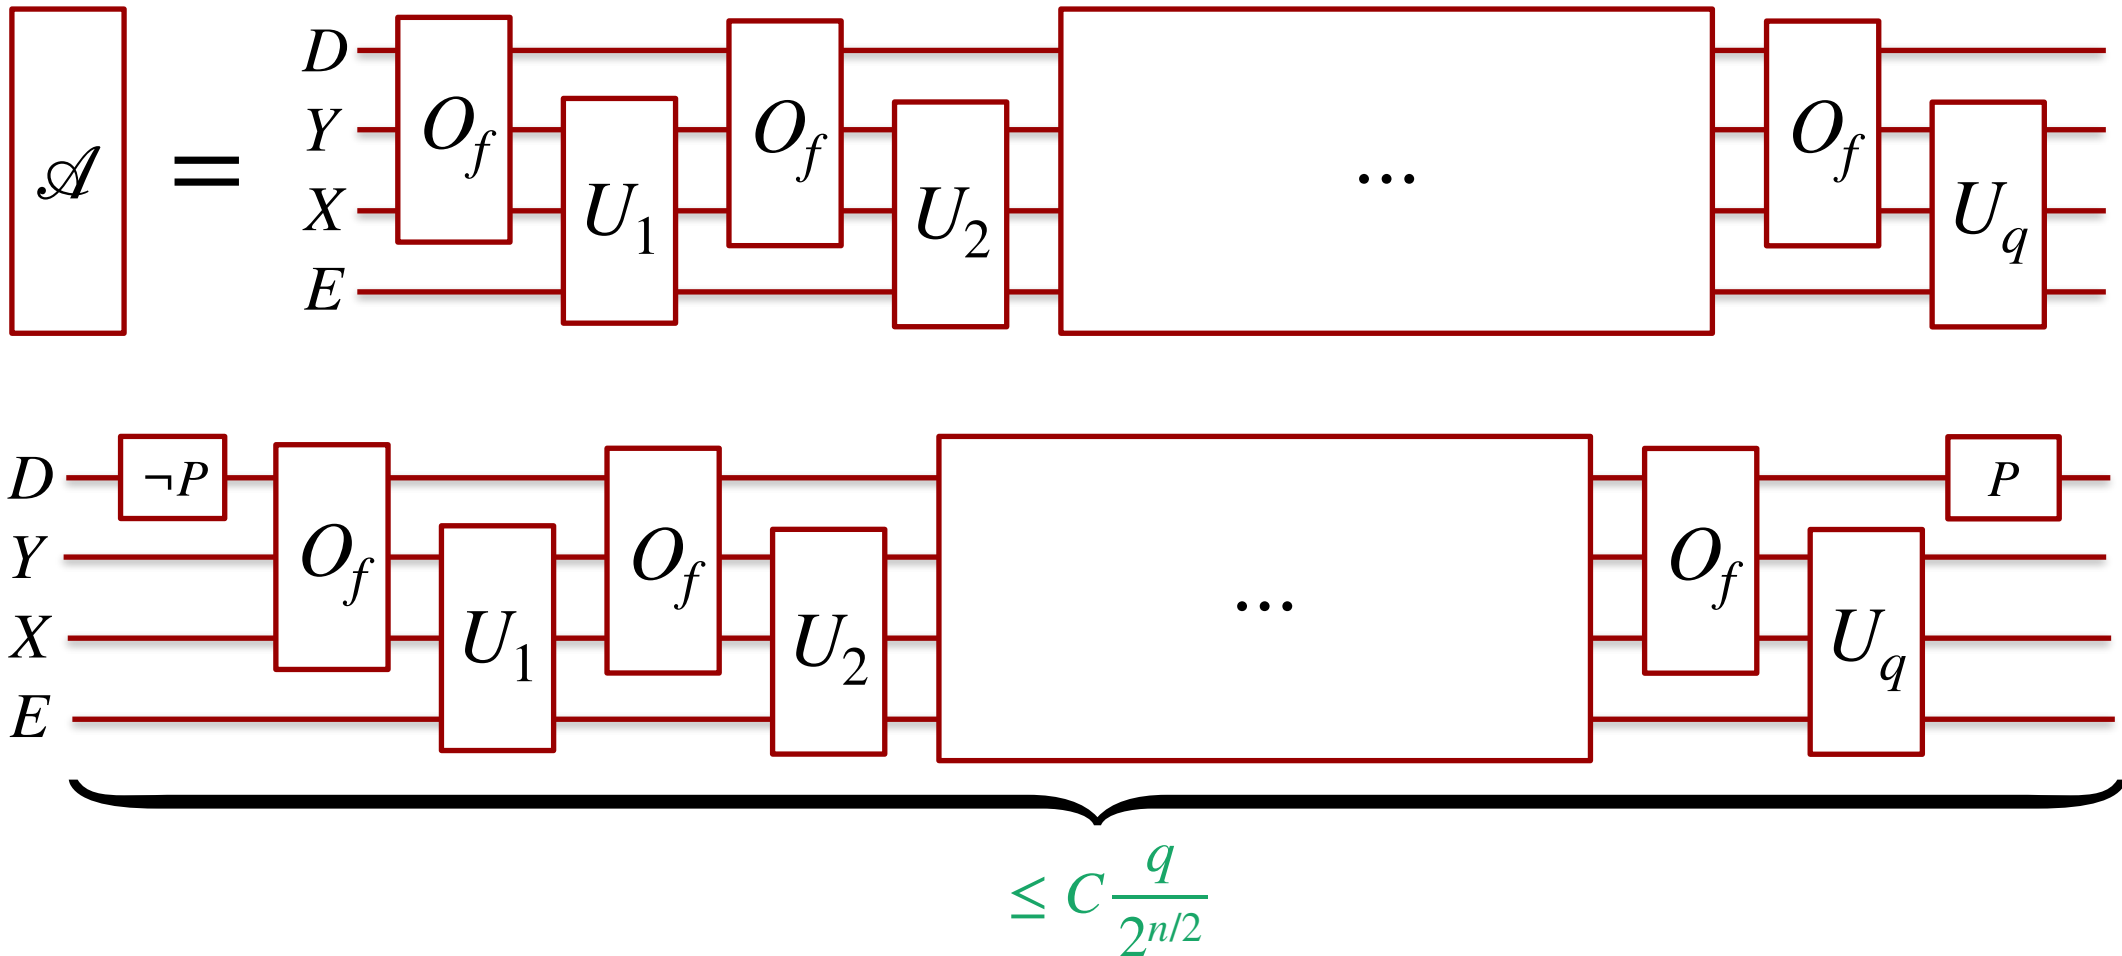 𝒜 = D Y X E O_f U_1 O_f U_2 ... O_f U_q
D Y X E ¬P O_f U_1 O_f U_2 ... O_f U_q P
≤ C q/2^{n/2}